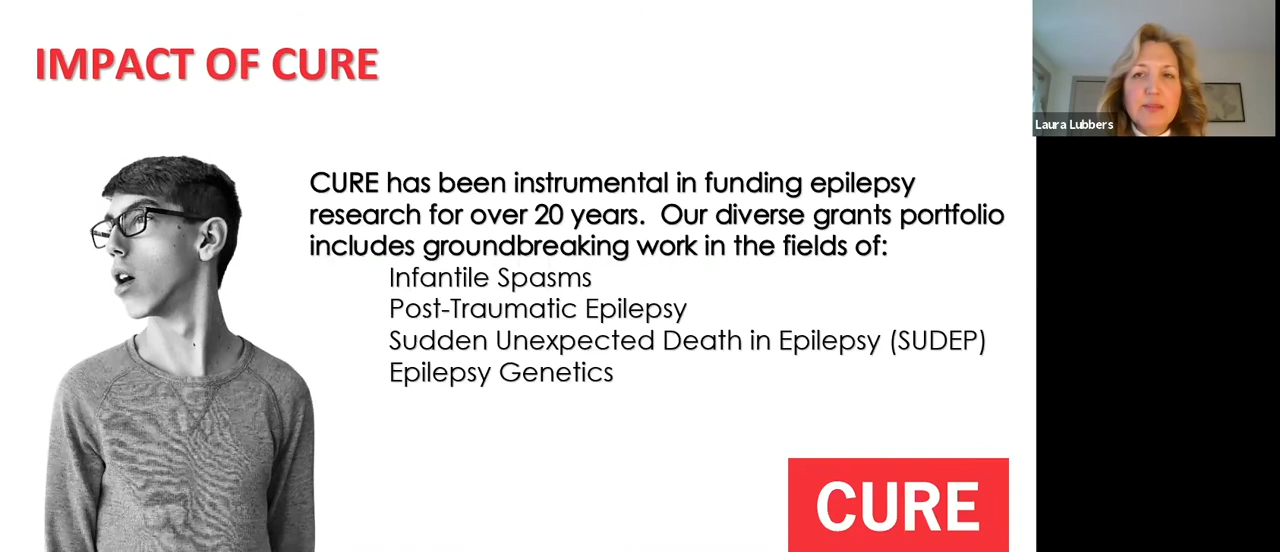 IMPACT OF CURE
Laura Lubbers
CURE has been instrumental in funding epilepsy
research for over 20 years.  Our diverse grants portfolio
includes groundbreaking work in the fields of:
Infantile Spasms
Post-Traumatic Epilepsy
Sudden Unexpected Death in Epilepsy (SUDEP)
Epilepsy Genetics
CURE